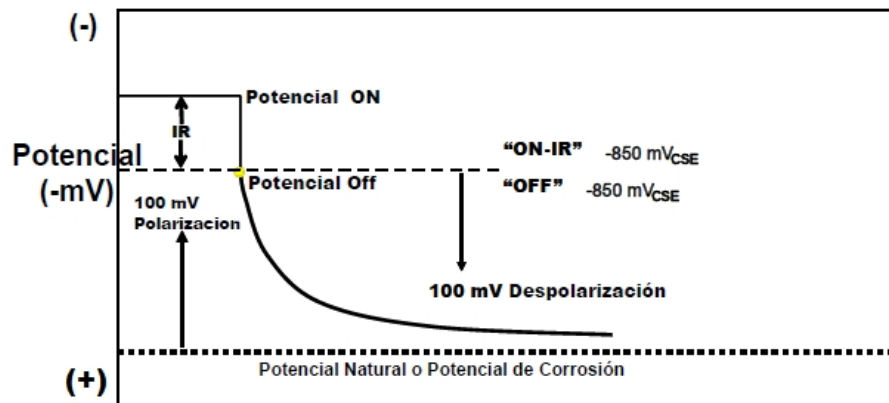 (-)
Potencial ON
IR
Potencial
(-mV)
"ON-IR" -850 mVCSE
Potencial Off
"OFF" -850 mVCSE
100 mV
Polarizacion
100 mV Despolarización
(+)
Potencial Natural o Potencial de Corrosión